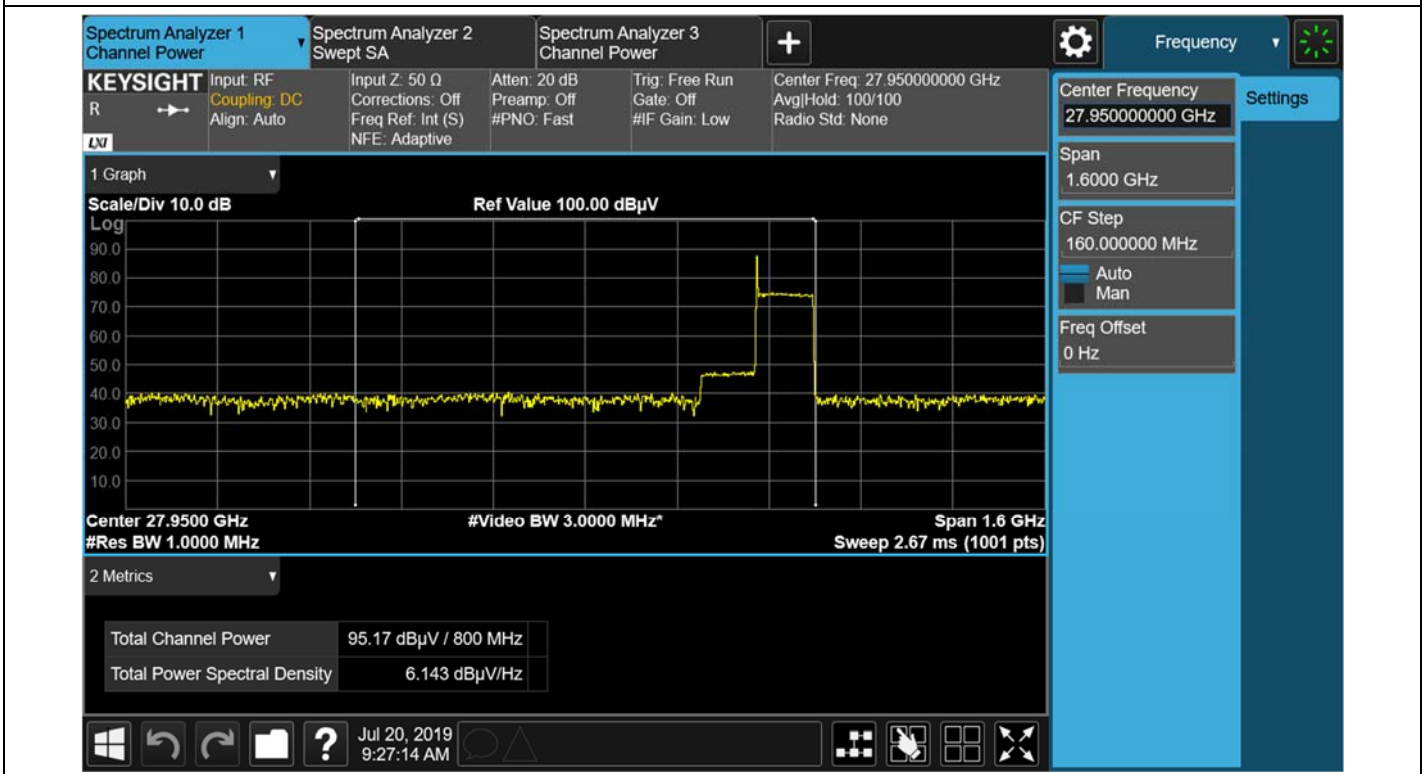 Spectrum Analyzer 1
Channel Power
Spectrum Analyzer 2
Swept SA
Spectrum Analyzer 3
Channel Power
Frequency
KEYSIGHT
R
LXI
Input: RF
Coupling: DC
Align: Auto
Input Z: 50 Ω
Corrections: Off
Freq Ref: Int (S)
NFE: Adaptive
Atten: 20 dB
Preamp: Off
#PNO: Fast
Trig: Free Run
Gate: Off
#IF Gain: Low
Center Freq: 27.950000000 GHz
Avg|Hold: 100/100
Radio Std: None
Center Frequency
27.950000000 GHz
Settings
Span
1.6000 GHz
CF Step
160.000000 MHz
Auto
Man
Freq Offset
0 Hz
1 Graph
Scale/Div 10.0 dB
Ref Value 100.00 dBµV
Log
90.0
80.0
70.0
60.0
50.0
40.0
30.0
20.0
10.0
Center 27.9500 GHz
#Video BW 3.0000 MHz*
Span 1.6 GHz
#Res BW 1.0000 MHz
Sweep 2.67 ms (1001 pts)
2 Metrics
Total Channel Power 95.17 dBµV / 800 MHz
Total Power Spectral Density 6.143 dBµV/Hz
?
Jul 20, 2019
9:27:14 AM